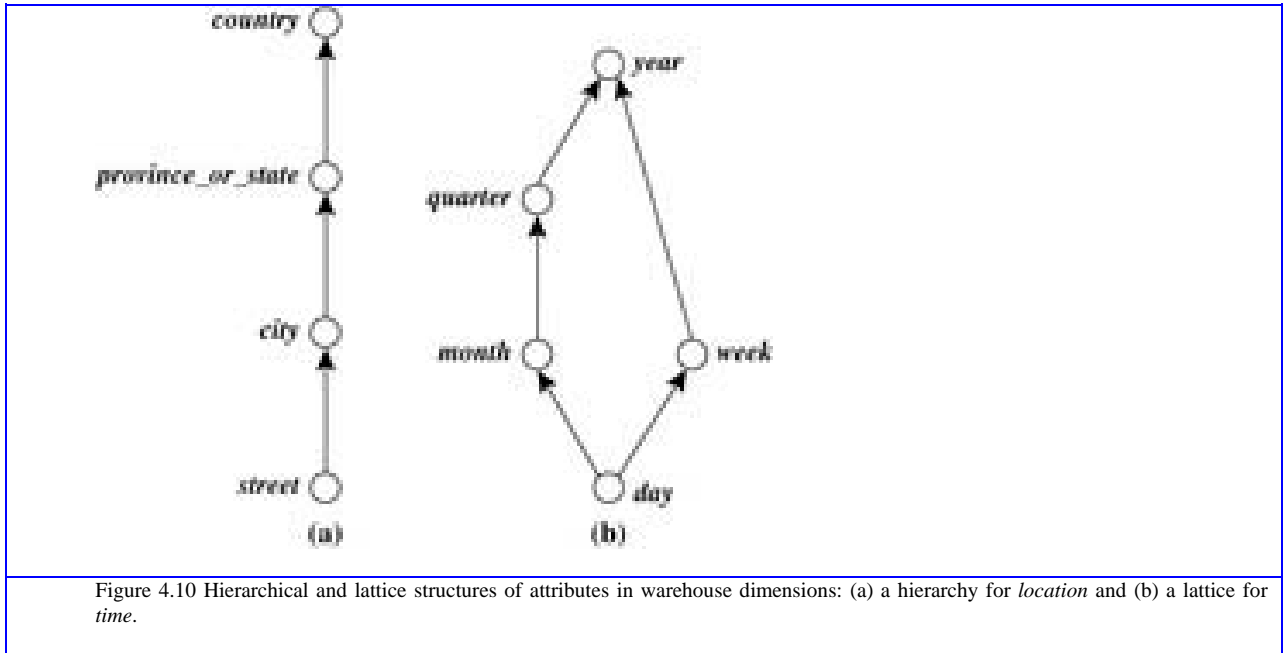 country
province_or_state
city
street
(a)
year
quarter
month
week
day
(b)
Figure 4.10 Hierarchical and lattice structures of attributes in warehouse dimensions: (a) a hierarchy for location and (b) a lattice for
time.